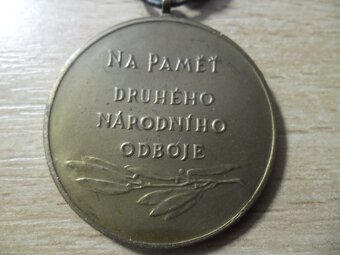 NA PAMĚŤ
DRUHÉHO
NÁRODNÍHO
ODBOJE